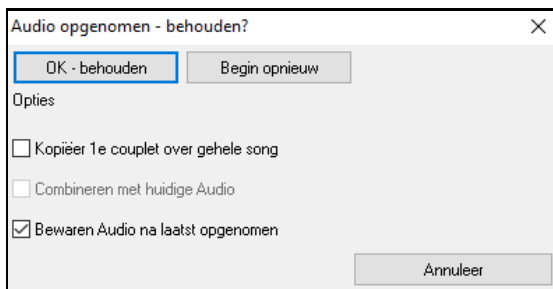 Audio opgenomen - behouden?
OK - behouden
Begin opnieuw
Opties
Kopiëer 1e couplet over gehele song
Combineren met huidige Audio
Bewaren Audio na laatst opgenomen
Annuleer